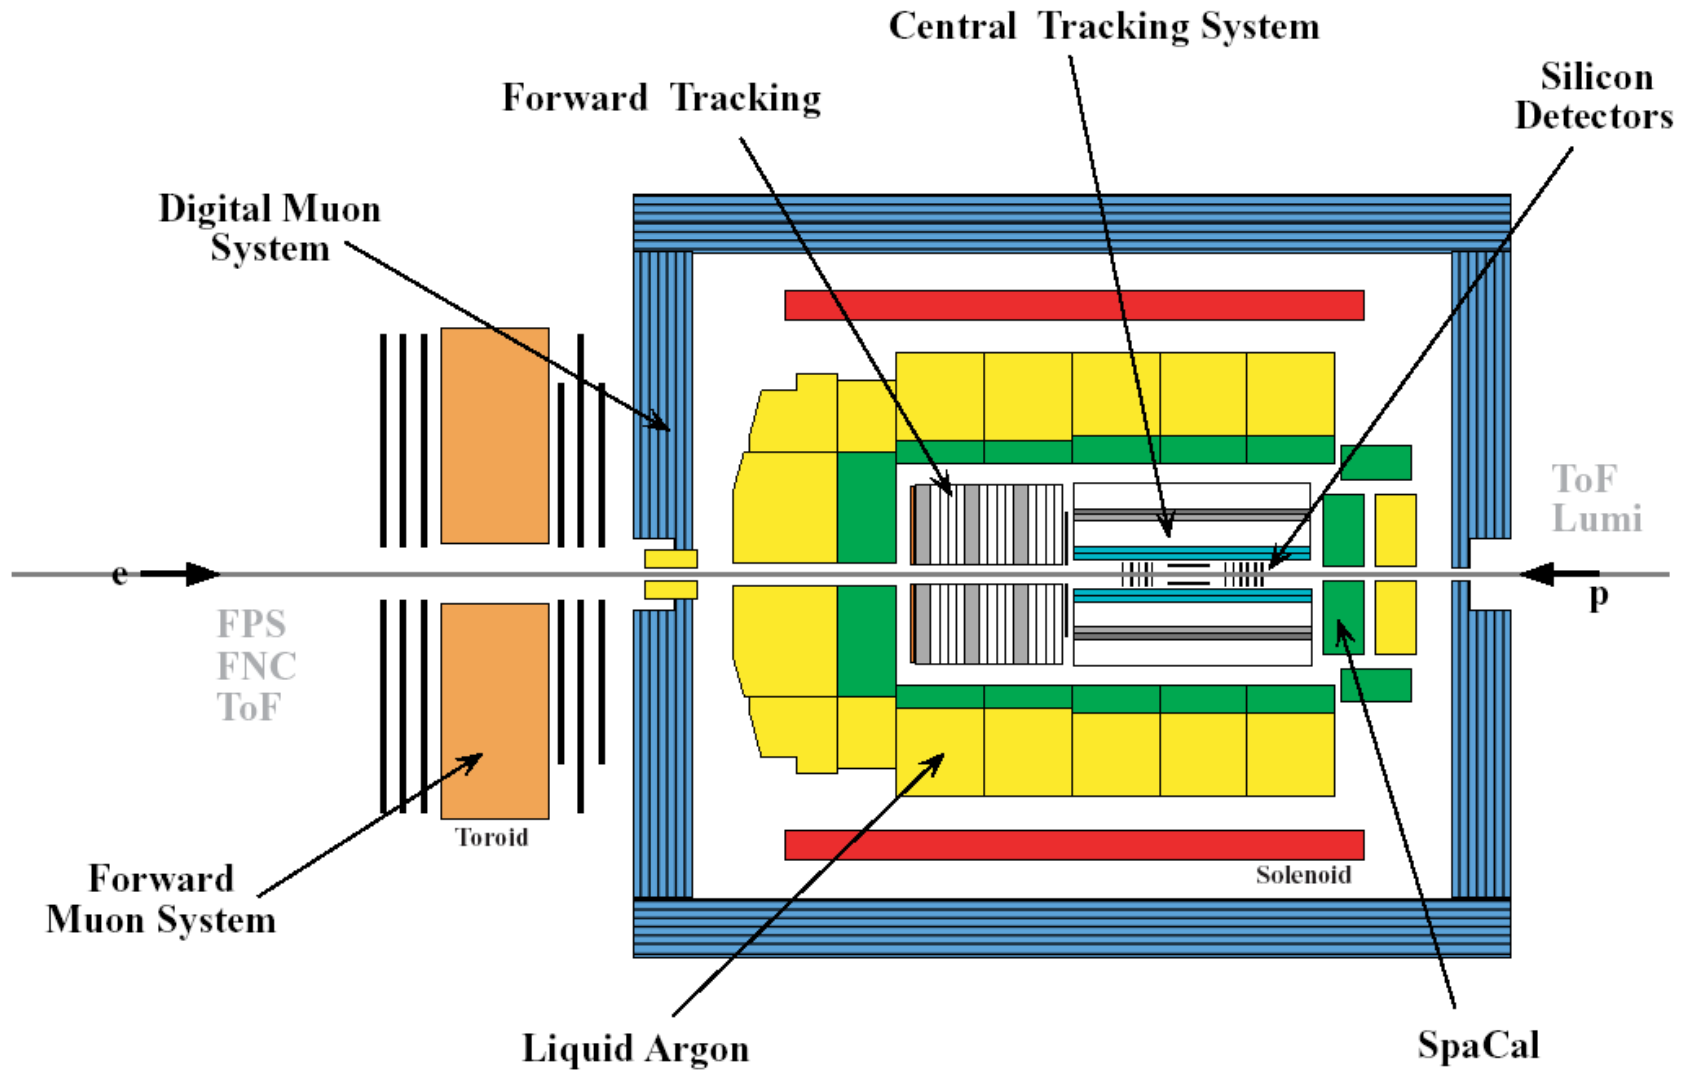 Central Tracking System
Silicon
Detectors
Forward Tracking
Digital Muon
System
ToF
Lumi
e
p
FPS
FNC
ToF
Toroid
Solenoid
Forward
Muon System
Liquid Argon
SpaCal